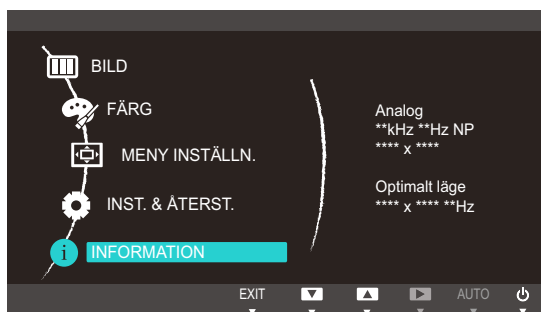 BILD
FÄRG
MENY INSTÄLLN.
INST. & ÅTERST.
INFORMATION
Analog
**kHz **Hz NP
**** x ****
Optimalt läge
**** x **** **Hz
EXIT
AUTO